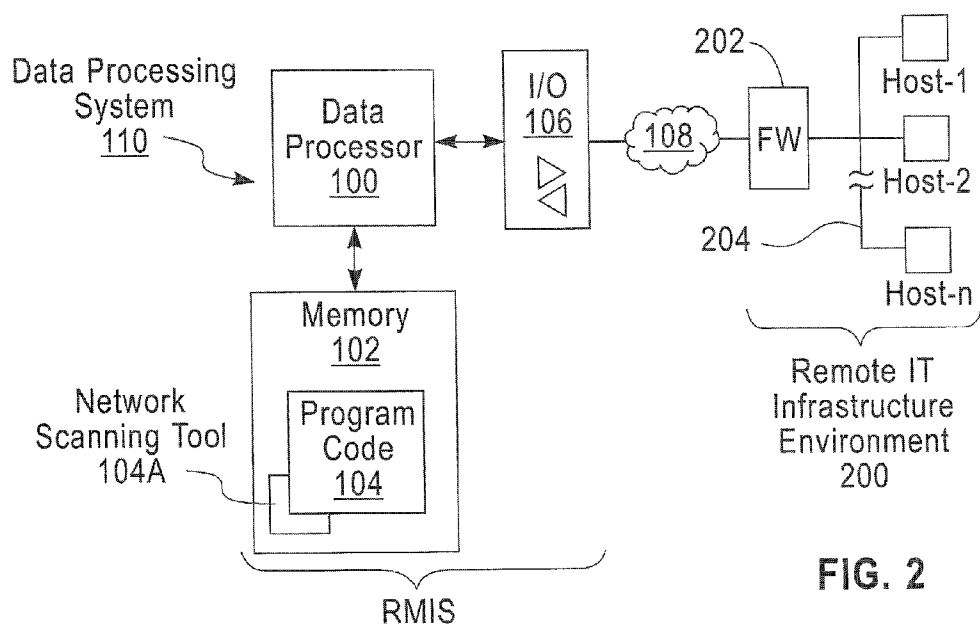 Data Processing
System
110
Data
Processor
100
I/O
106
108
202
FW
Host-1
Host-2
204
Host-n
Memory
102
Program
Code
104
Network
Scanning Tool
104A
RMIS
Remote IT
Infrastructure
Environment
200
FIG. 2